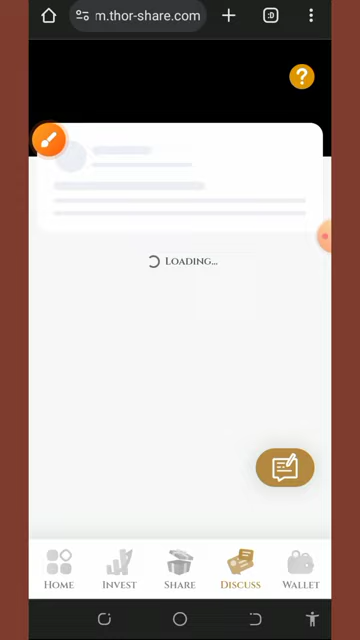 m.thor-share.com
:D
?
Loading...
Home
Invest
Share
Discuss
Wallet